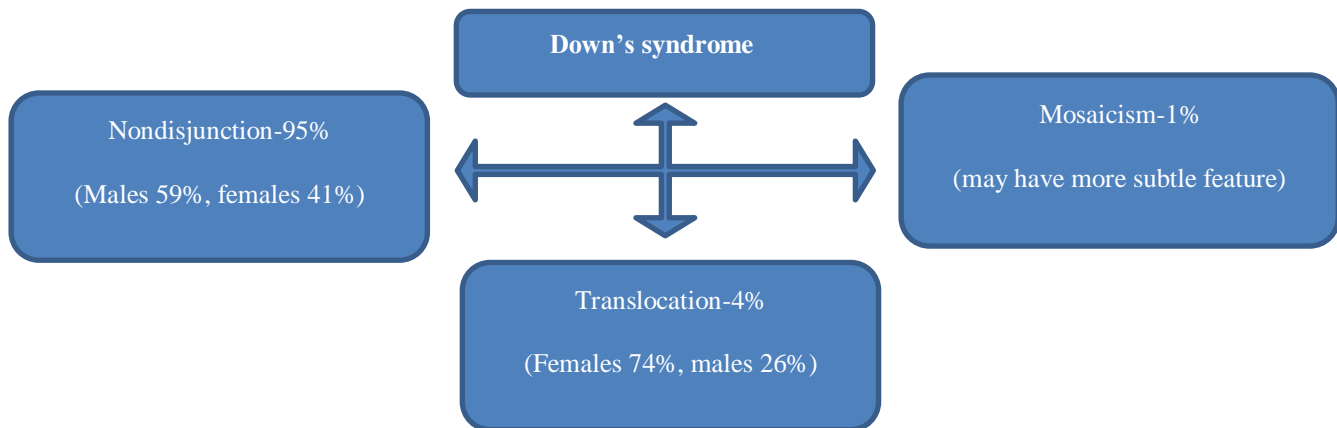 Down’s syndrome
Nondisjunction-95%
(Males 59%, females 41%)
Mosaicism-1%
(may have more subtle feature)
Translocation-4%
(Females 74%, males 26%)